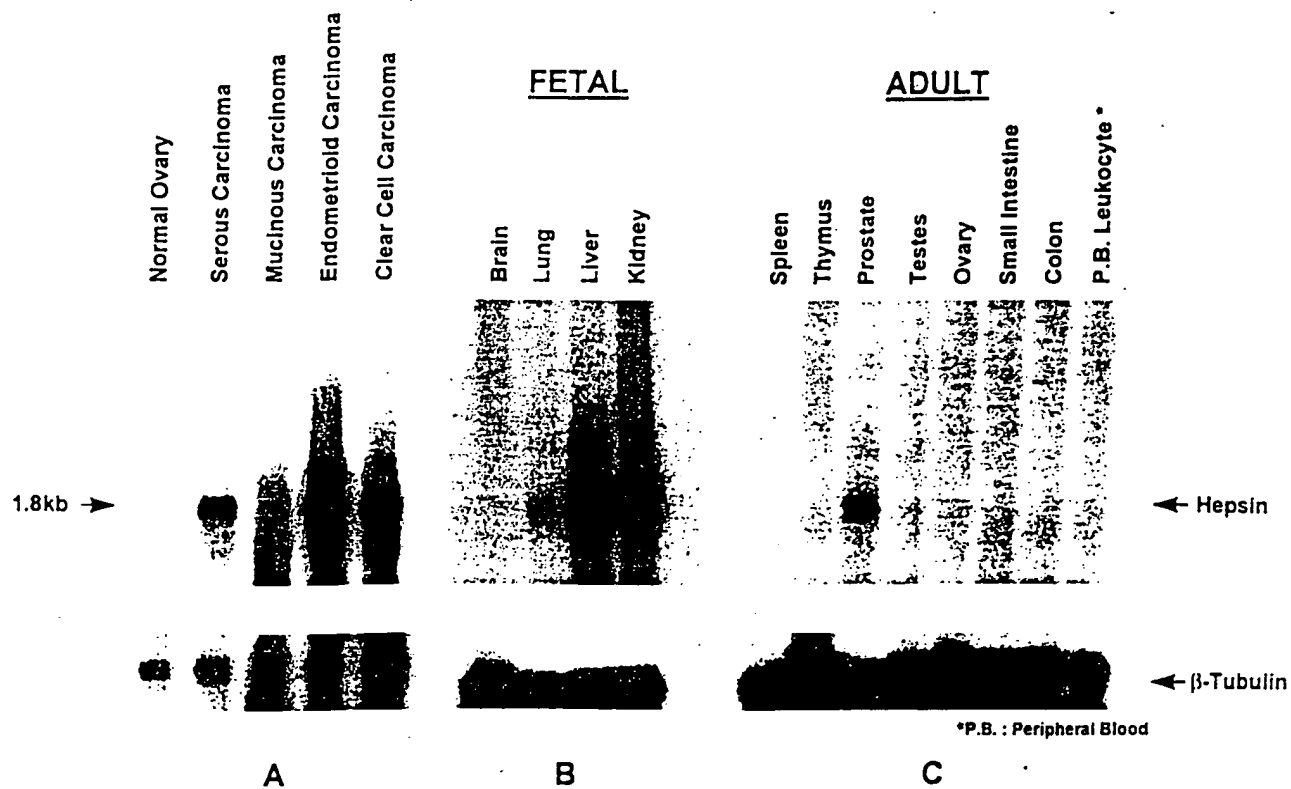 Normal Ovary
Serous Carcinoma
Mucinous Carcinoma
Endometrioid Carcinoma
Clear Cell Carcinoma
FETAL
Brain
Lung
Liver
Kidney
ADULT
Spleen
Thymus
Prostate
Testes
Ovary
Small Intestine
Colon
P.B. Leukocyte *
1.8kb
Hepsin
β-Tubulin
*P.B. : Peripheral Blood
A
B
C